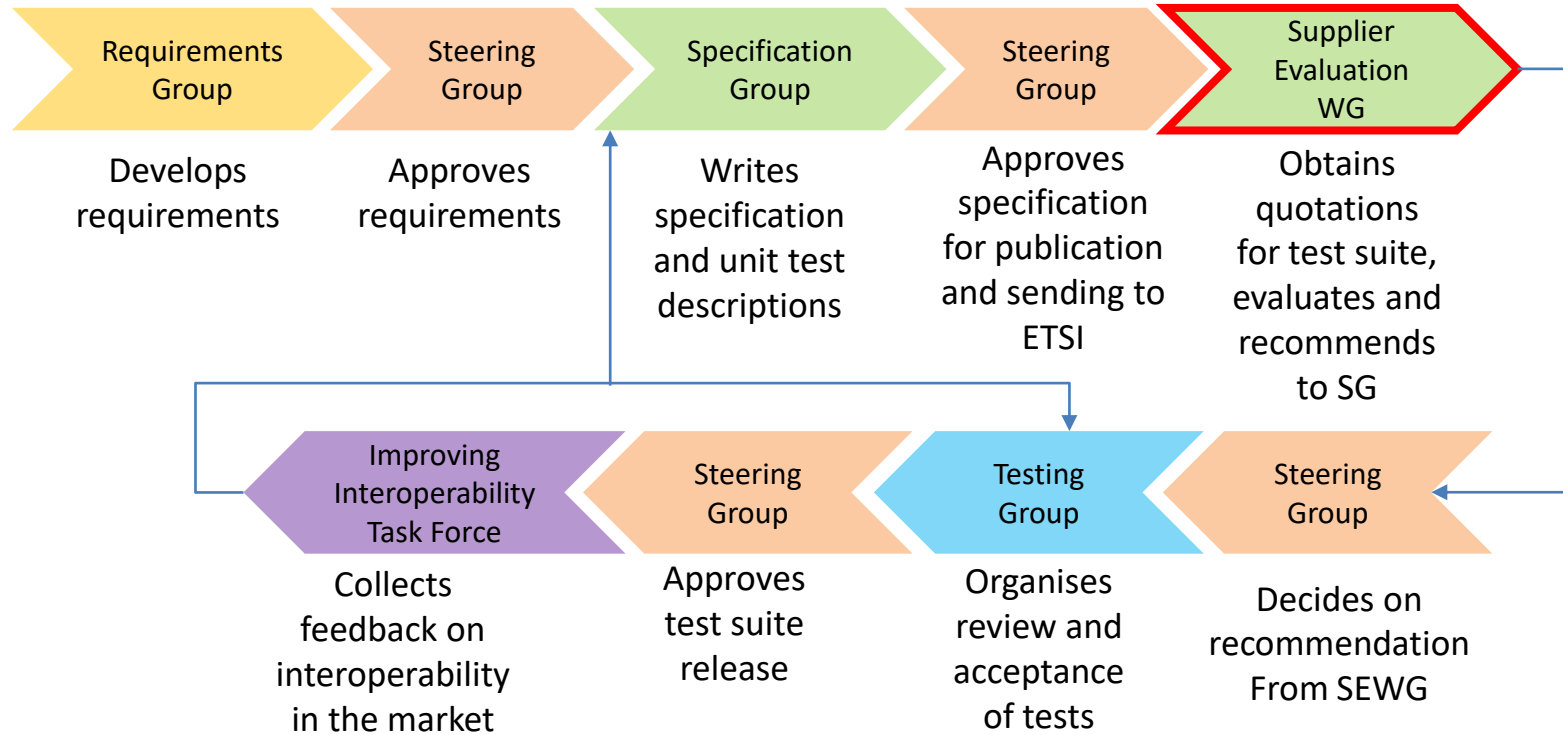 Requirements
Group
Steering
Group
Specification
Group
Steering
Group
Supplier
Evaluation
WG
Develops
requirements
Approves
requirements
Writes
specification
and unit test
descriptions
Approves
specification
for publication
and sending to
ETSI
Obtains
quotations
for test suite,
evaluates and
recommends
to SG
Improving
Interoperability
Task Force
Steering
Group
Testing
Group
Steering
Group
Collects
feedback on
interoperability
in the market
Approves
test suite
release
Organises
review and
acceptance
of tests
Decides on
recommendation
From SEWG